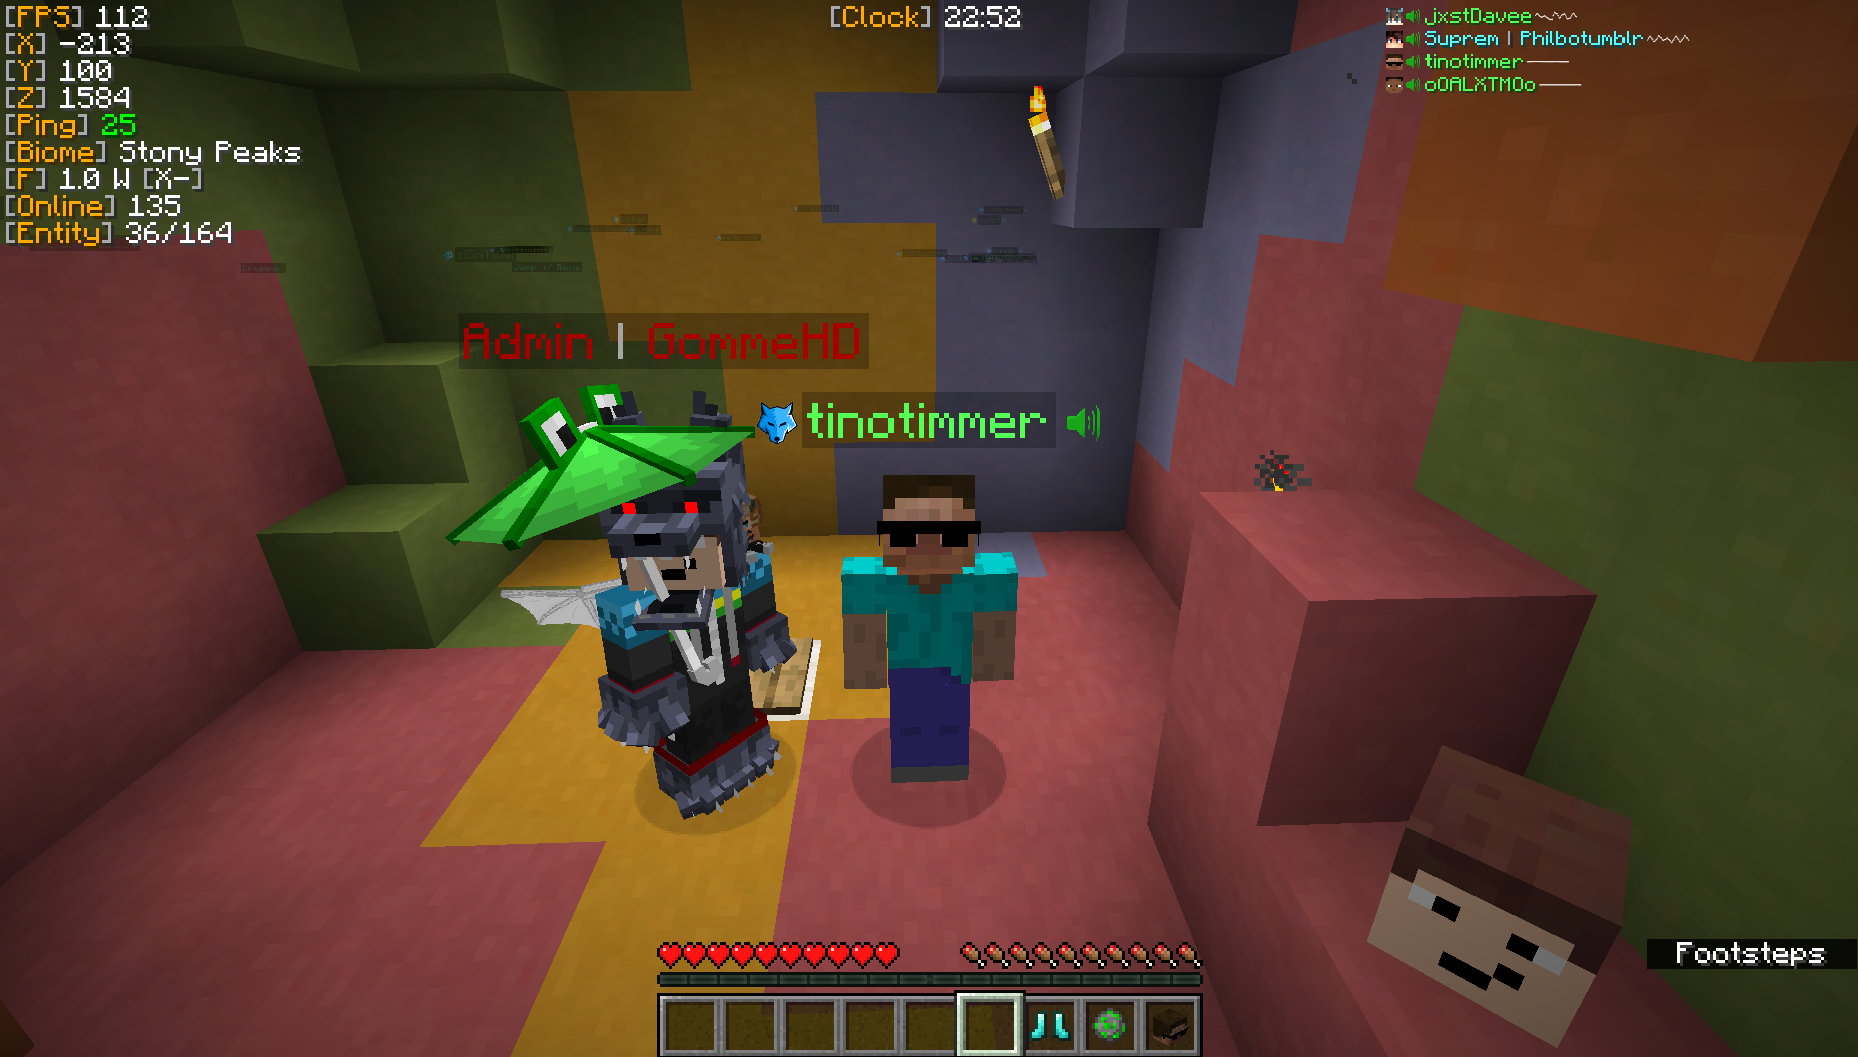 [FPS] 112
[X] -213
[Y] 100
[Z] 1584
[Ping] 25
[Biome] Stony Peaks
[F] 1.0 W [X-]
[Online] 135
[Entity] 36/164
[Clock] 22:52
jxstDavee
Suprem | Philbotumblr
tinotimmer
oOALXTMOo
Admin | GommeHD
tinotimmer
Footsteps